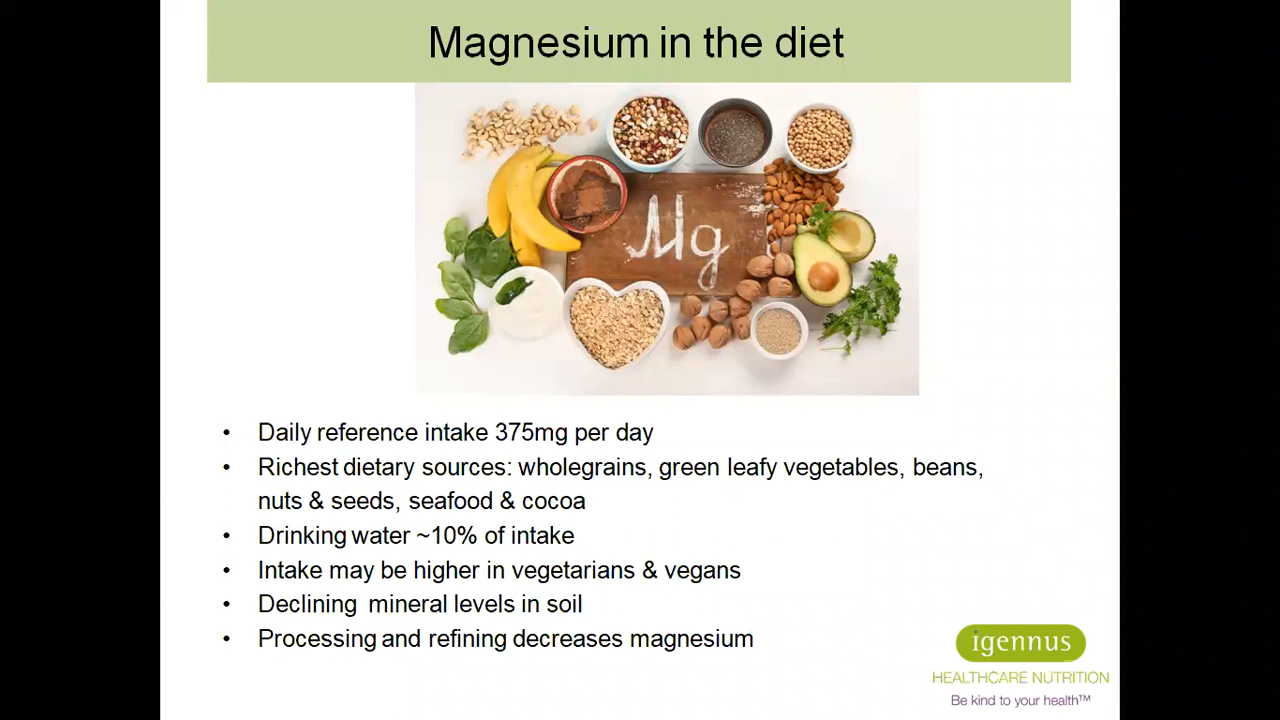 Magnesium in the diet
Mg
• Daily reference intake 375mg per day
• Richest dietary sources: wholegrains, green leafy vegetables, beans,
nuts & seeds, seafood & cocoa
• Drinking water ~10% of intake
• Intake may be higher in vegetarians & vegans
• Declining  mineral levels in soil
• Processing and refining decreases magnesium
igennus
HEALTHCARE NUTRITION
Be kind to your health™